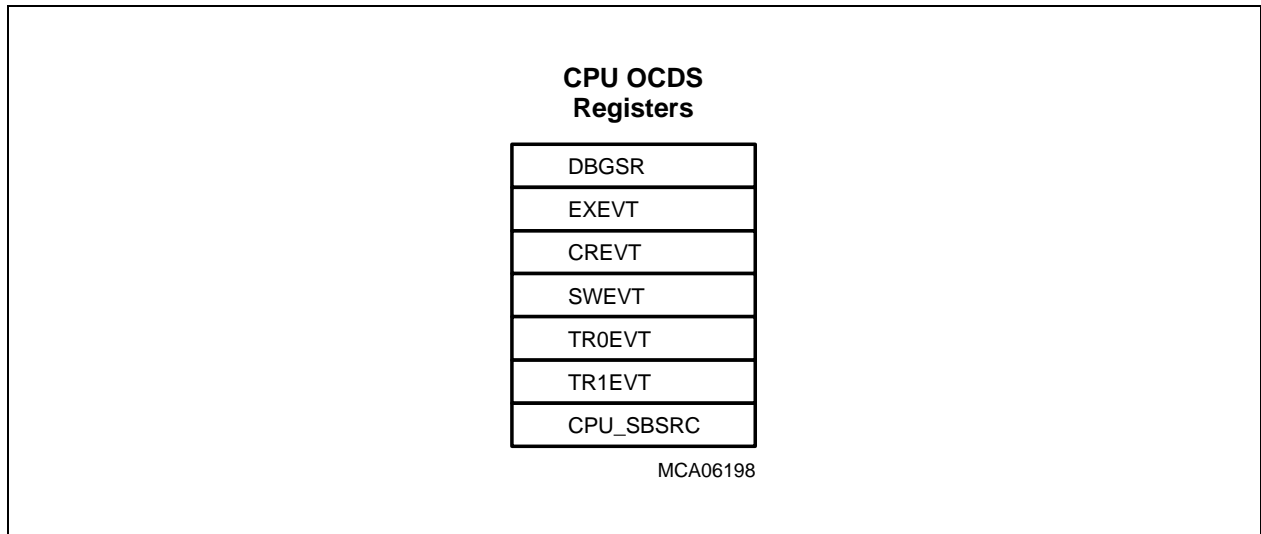 CPU OCDS
Registers
DBGSR
EXEVT
CREVT
SWEVT
TR0EVT
TR1EVT
CPU_SBSRC
MCA06198